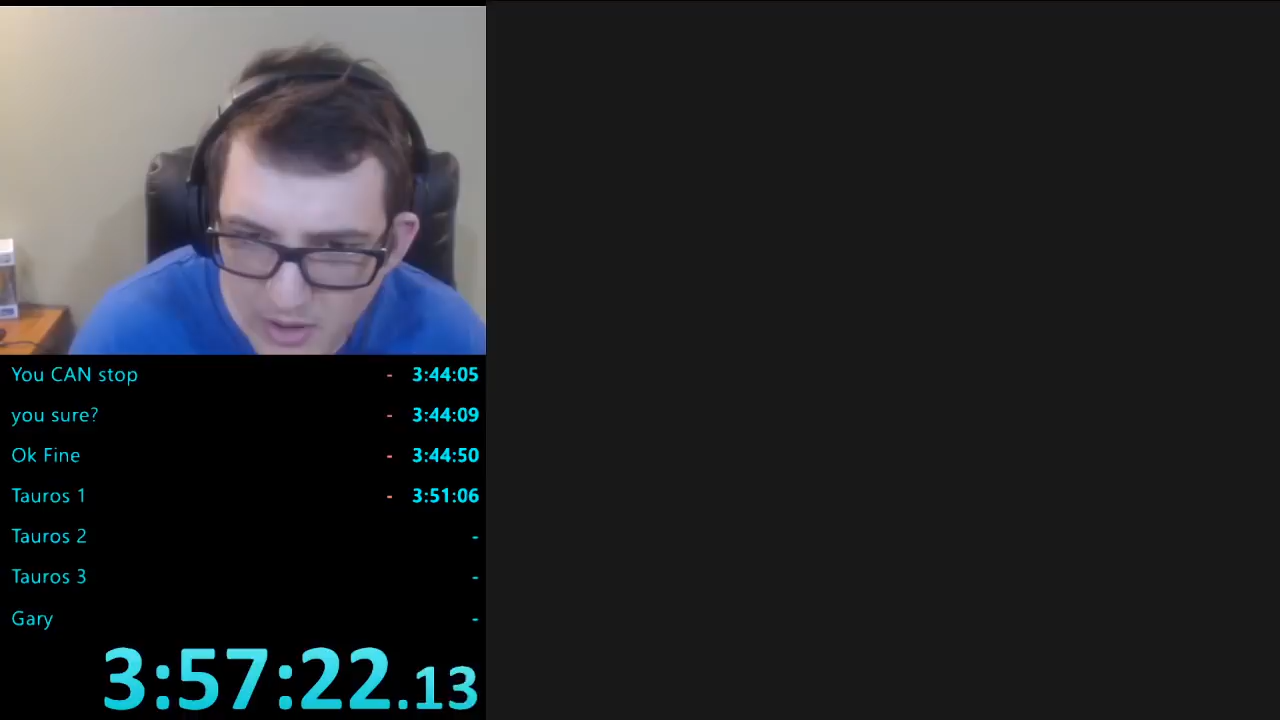 You CAN stop - 3:44:05
you sure? - 3:44:09
Ok Fine - 3:44:50
Tauros 1 - 3:51:06
Tauros 2 -
Tauros 3 -
Gary -
3:57:22.13